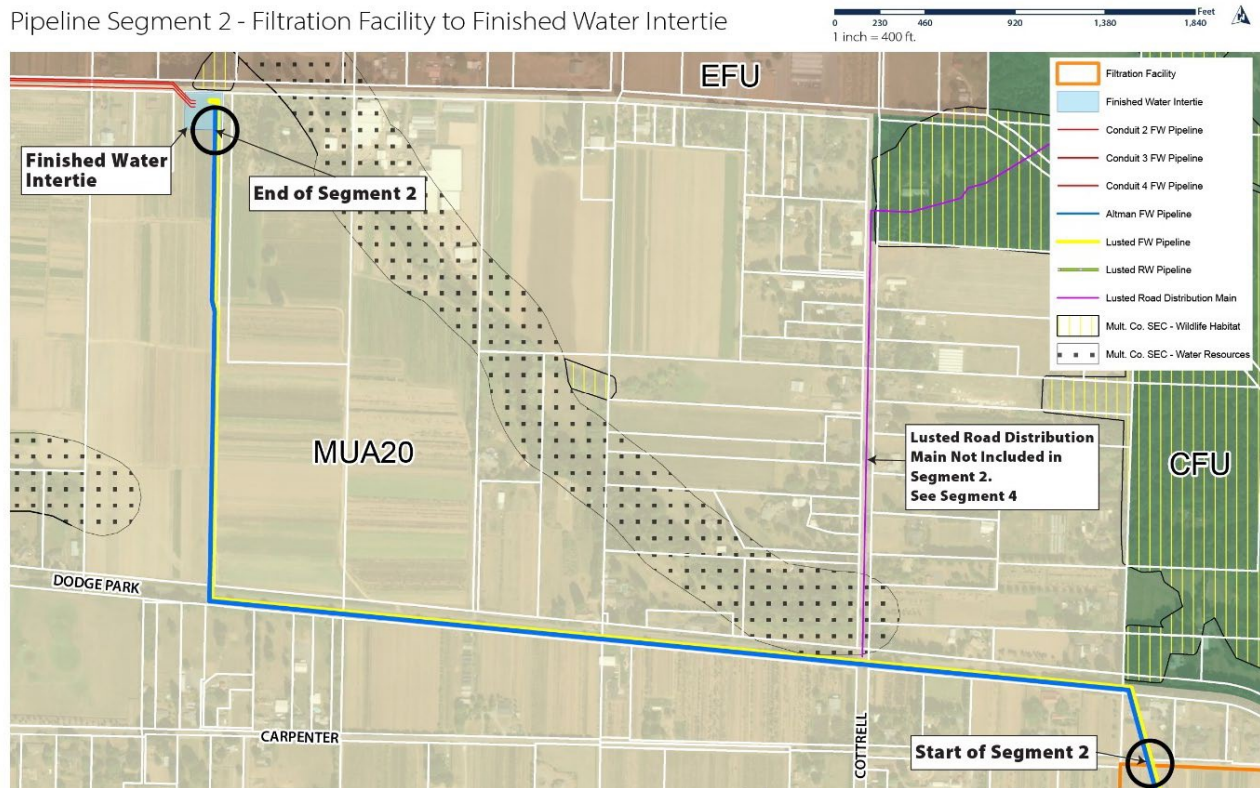 Pipeline Segment 2 - Filtration Facility to Finished Water Intertie
Feet
0 230 460 920 1,380 1,840
1 inch = 400 ft.
EFU
Filtration Facility
Finished Water Intertie
Conduit 2 FW Pipeline
Conduit 3 FW Pipeline
Conduit 4 FW Pipeline
Altman FW Pipeline
Lusted FW Pipeline
Lusted RW Pipeline
Lusted Road Distribution Main
Mult. Co. SEC - Wildlife Habitat
Mult. Co. SEC - Water Resources
Finished Water
Intertie
End of Segment 2
MUA20
Lusted Road Distribution
Main Not Included in
Segment 2.
See Segment 4
CFU
DODGE PARK
CARPENTER
COTTRELL
Start of Segment 2